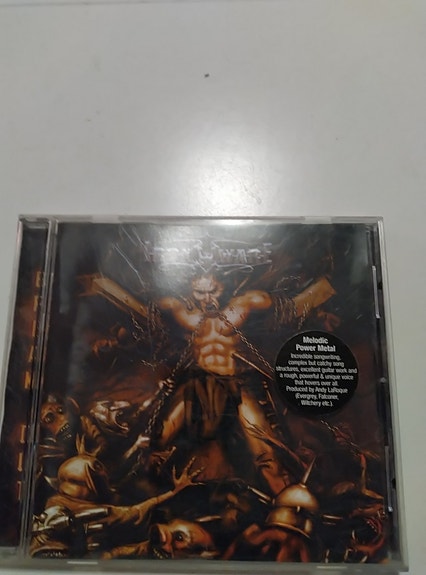 Melodic
Power Metal
Incredible songwriting,
complex but catchy song
structures, excellent guitar work and
a rough, powerful & unique voice
that hovers over all.
Produced by Andy LaRoque
(Evergrey, Falconer,
Witchery etc.).